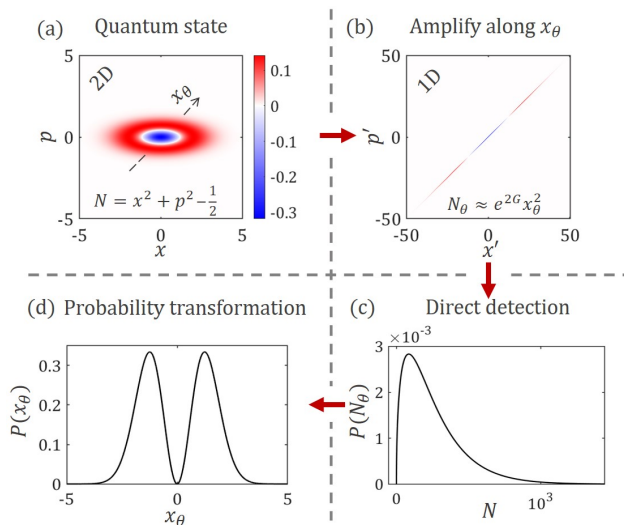 (a) Quantum state
2D
x_θ
N = x² + p² − 1/2
5
0
-5
p
-5 0 5
x
0.1
0
-0.1
-0.2
-0.3
(b) Amplify along x_θ
1D
N_θ ≈ e^{2G} x_θ²
50
0
-50
p′
-50 0 50
x′
(d) Probability transformation
0.3
0.2
0.1
0
P(x_θ)
-5 0 5
x_θ
(c) Direct detection
×10⁻³
3
2
1
0
P(N_θ)
0 10³
N